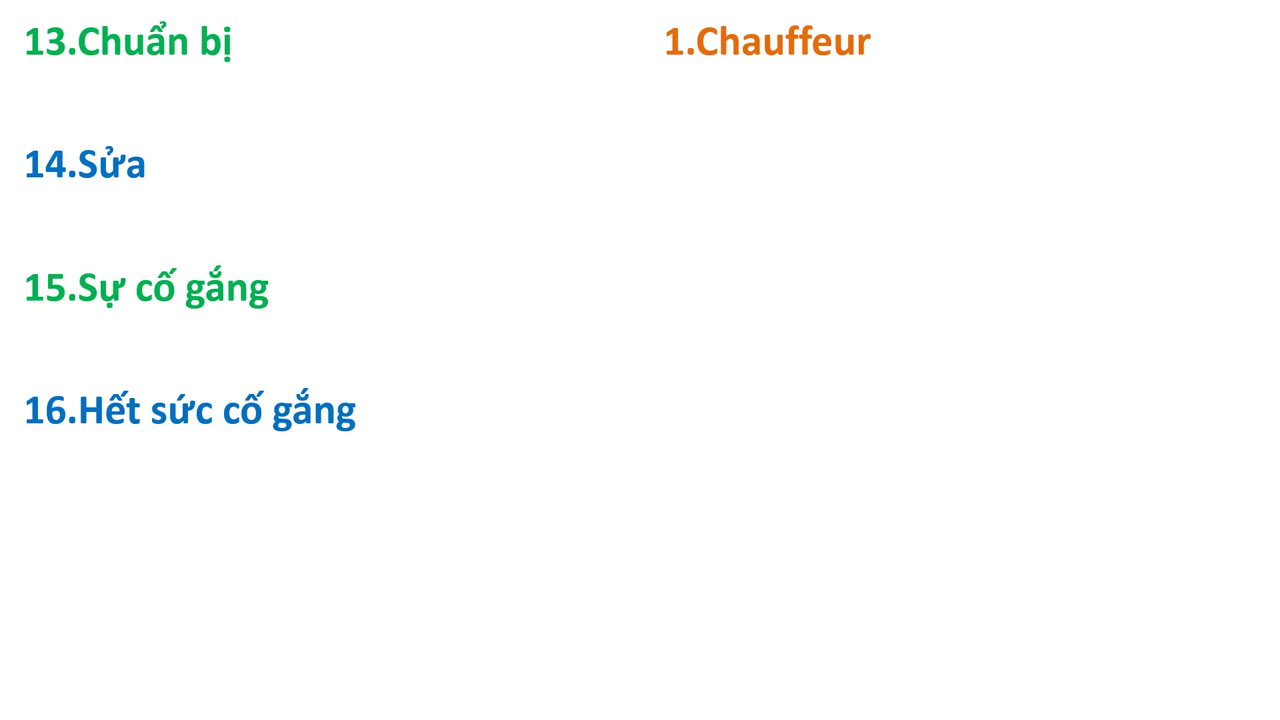 13.Chuẩn bị
14.Sửa
15.Sự cố gắng
16.Hết sức cố gắng
1.Chauffeur